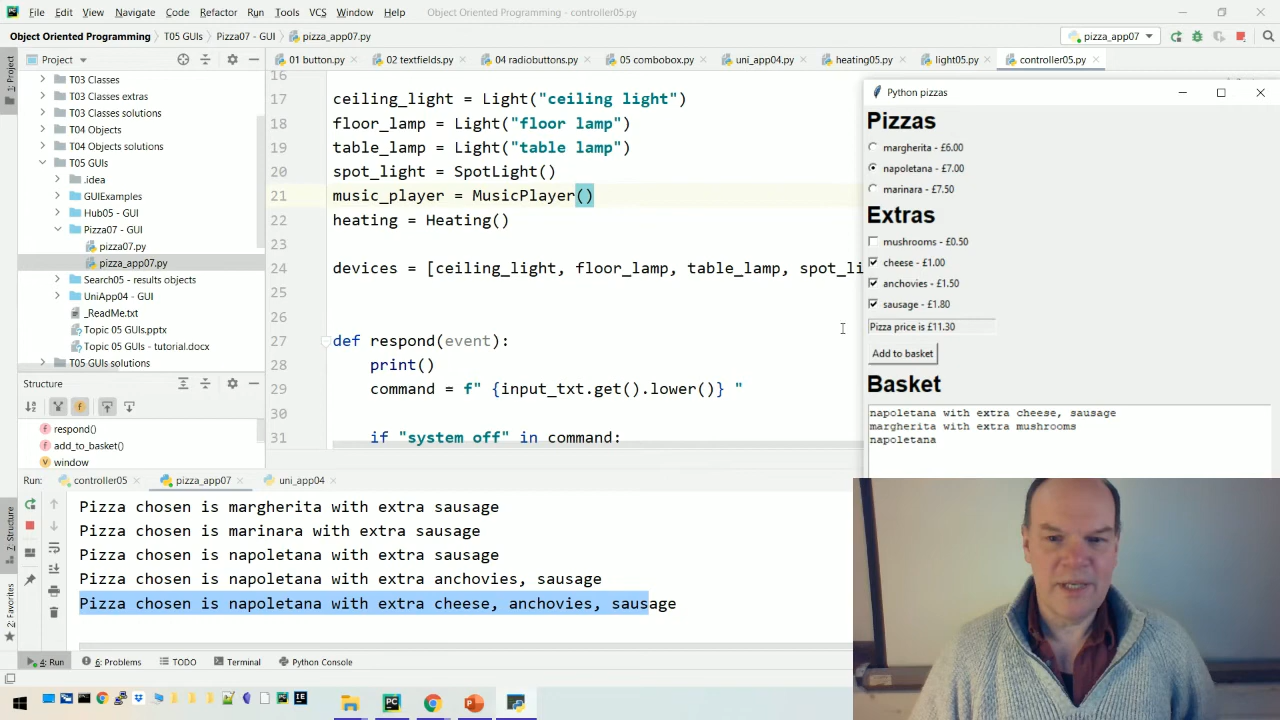 File Edit View Navigate Code Refactor Run Tools VCS Window Help Object Oriented Programming - controller05.py
Object Oriented Programming T05 GUIs Pizza07 - GUI pizza_app07.py pizza_app07
Project 01 button.py 02 textfields.py 04 radiobuttons.py 05 combobox.py uni_app04.py heating05.py light05.py controller05.py
1: Project
T03 Classes
T03 Classes extras
T03 Classes solutions
T04 Objects
T04 Objects solutions
T05 GUIs
.idea
GUIExamples
Hub05 - GUI
Pizza07 - GUI
pizza07.py
pizza_app07.py
Search05 - results objects
UniApp04 - GUI
_ReadMe.txt
Topic 05 GUIs.pptx
Topic 05 GUIs - tutorial.docx
T05 GUIs solutions
Structure
respond()
add_to_basket()
window
7: Structure
2: Favorites
16
17 ceiling_light = Light("ceiling light")
18 floor_lamp = Light("floor lamp")
19 table_lamp = Light("table lamp")
20 spot_light = SpotLight()
21 music_player = MusicPlayer()
22 heating = Heating()
23
24 devices = [ceiling_light, floor_lamp, table_lamp, spot_li
25
26
27 def respond(event):
28 print()
29 command = f" {input_txt.get().lower()} "
30
31 if "system off" in command:
Python pizzas
Pizzas
margherita - £6.00
napoletana - £7.00
marinara - £7.50
Extras
mushrooms - £0.50
cheese - £1.00
anchovies - £1.50
sausage - £1.80
Pizza price is £11.30
Add to basket
Basket
napoletana with extra cheese, sausage
margherita with extra mushrooms
napoletana
Run: controller05 pizza_app07 uni_app04
Pizza chosen is margherita with extra sausage
Pizza chosen is marinara with extra sausage
Pizza chosen is napoletana with extra sausage
Pizza chosen is napoletana with extra anchovies, sausage
Pizza chosen is napoletana with extra cheese, anchovies, sausage
4: Run 6: Problems TODO Terminal Python Console